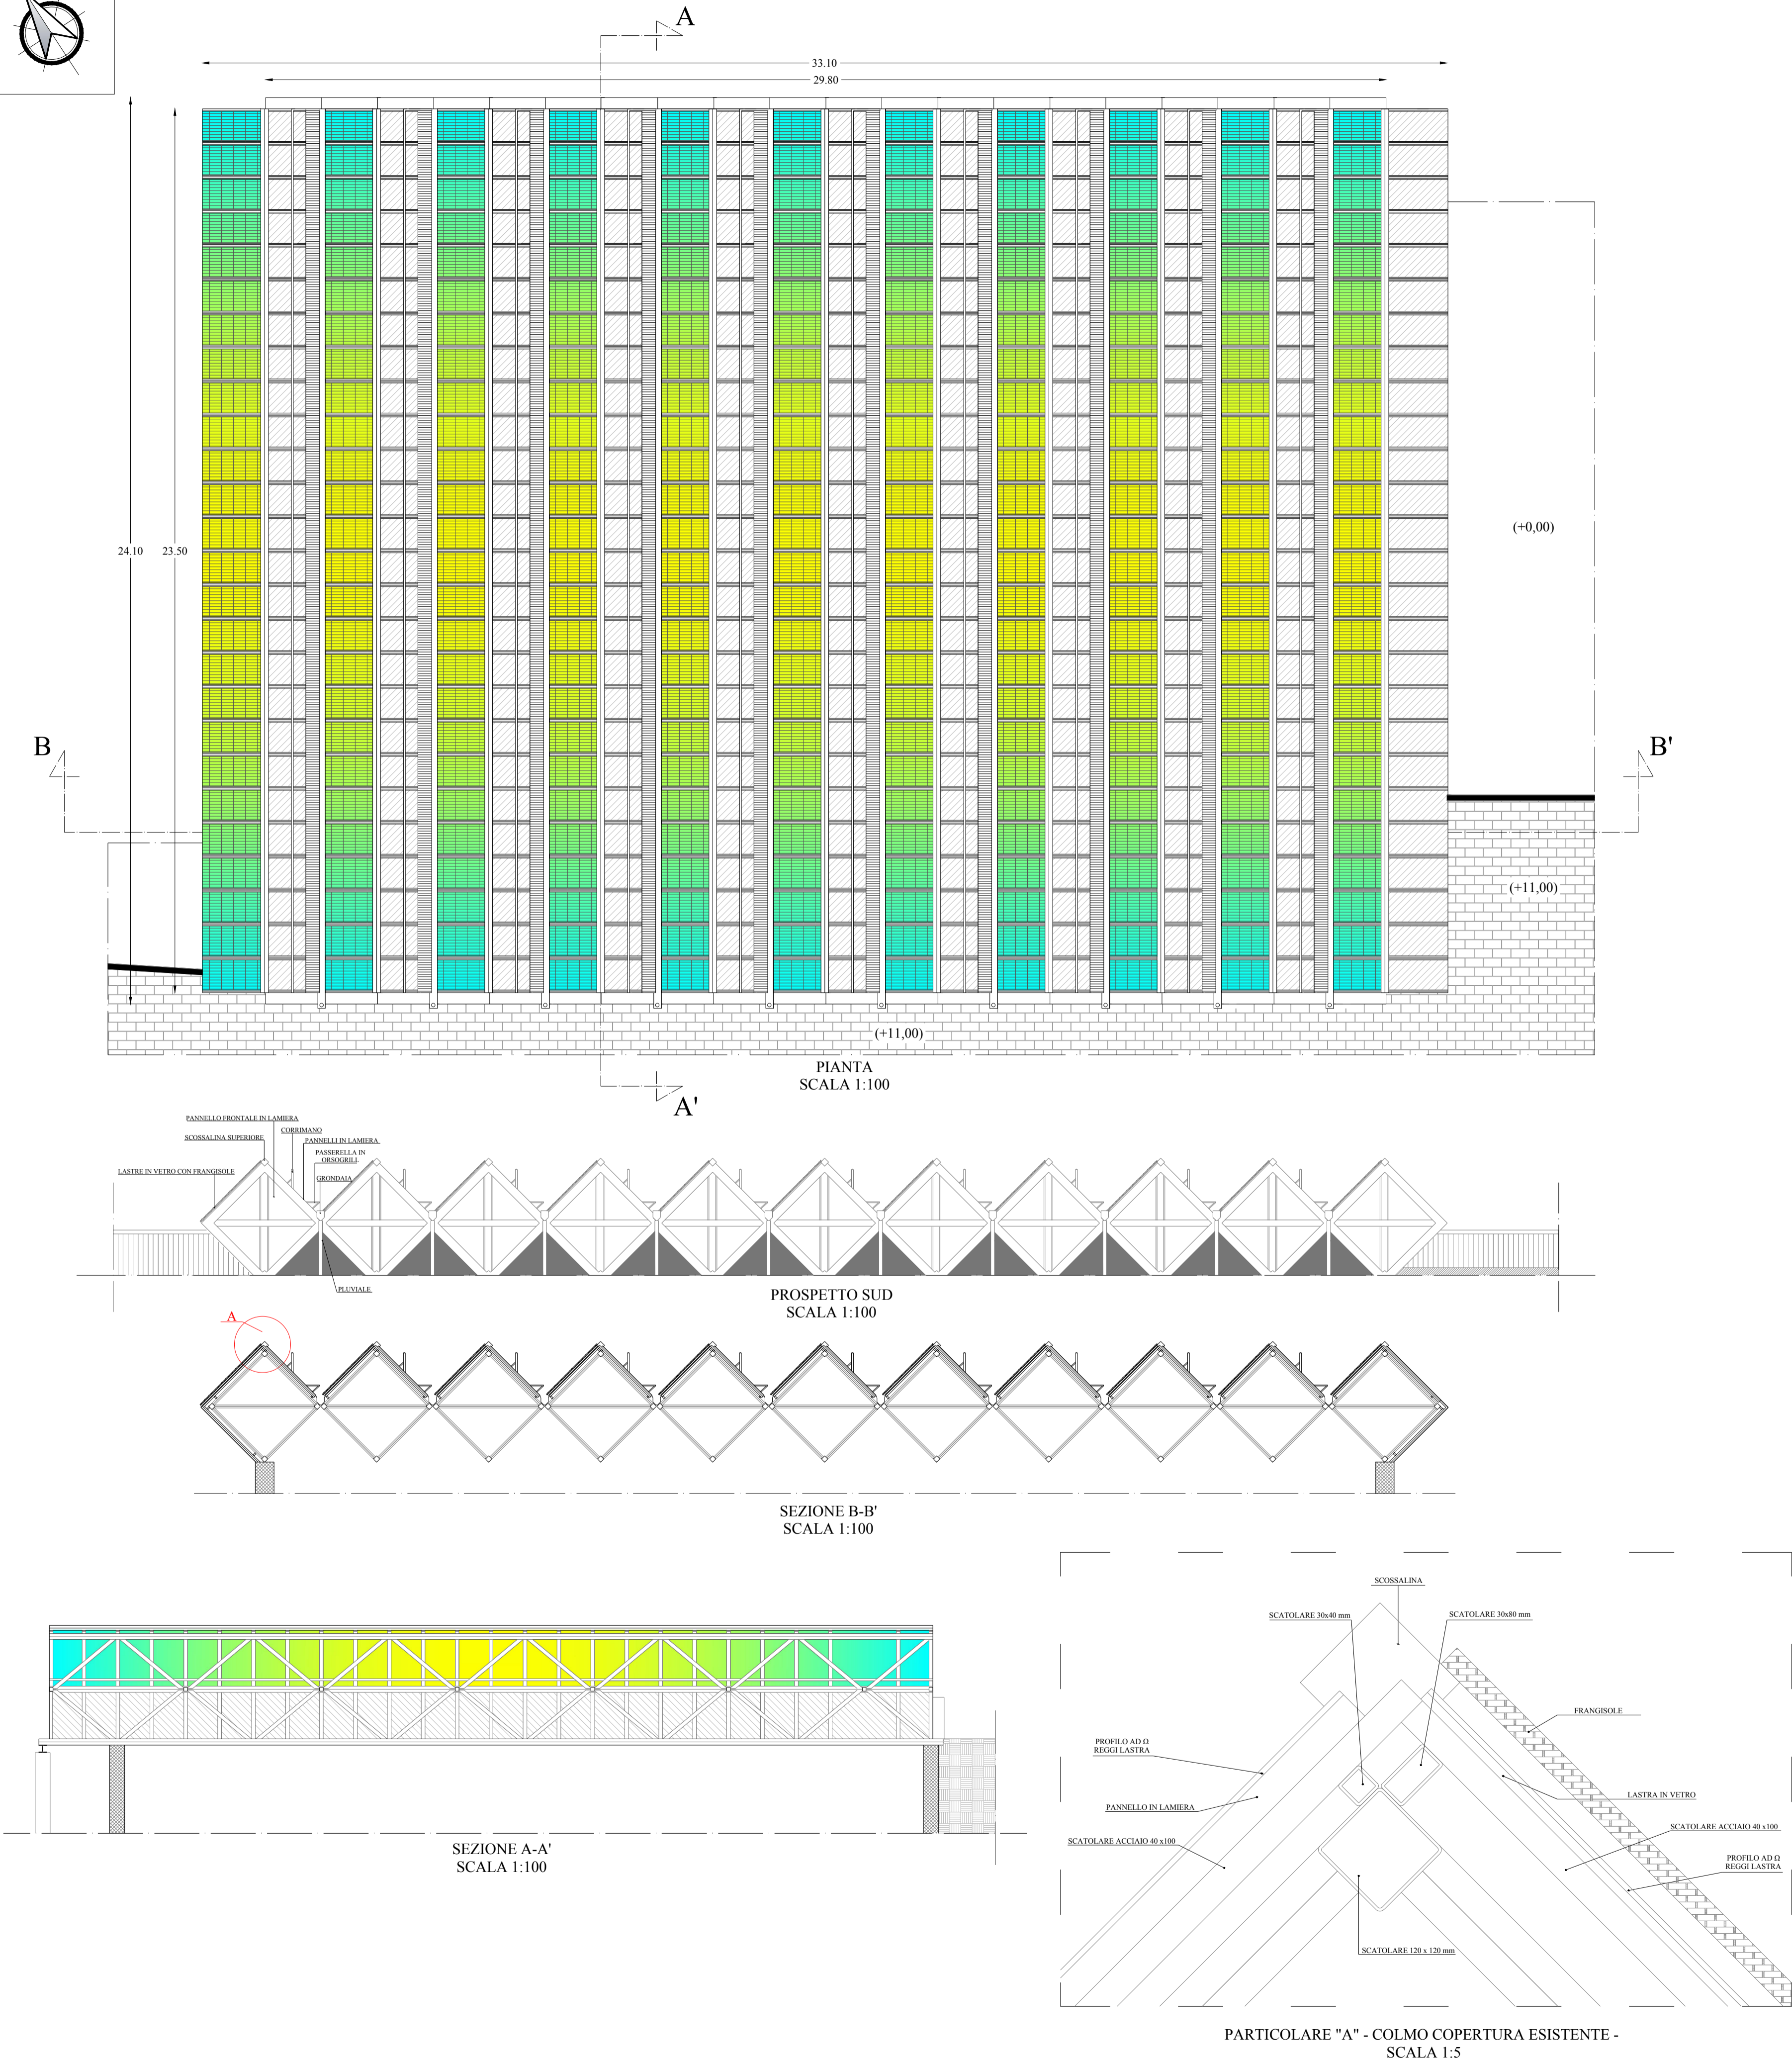 A
33.10
29.80
24.10
23.50
(+0,00)
B
B'
(+11,00)
(+11,00)
PIANTA
SCALA 1:100
A'
PANNELLO FRONTALE IN LAMIERA
CORRIMANO
SCOSSALINA SUPERIORE
PANNELLI IN LAMIERA
PASSERELLA IN
ORSOGRILL
LASTRE IN VETRO CON FRANGISOLE
GRONDAIA
PLUVIALE
PROSPETTO SUD
SCALA 1:100
A
SEZIONE B-B'
SCALA 1:100
SEZIONE A-A'
SCALA 1:100
SCOSSALINA
SCATOLARE 30x40 mm
SCATOLARE 30x80 mm
FRANGISOLE
PROFILO AD Ω
REGGI LASTRA
LASTRA IN VETRO
PANNELLO IN LAMIERA
SCATOLARE ACCIAIO 40 x100
SCATOLARE ACCIAIO 40 x100
PROFILO AD Ω
REGGI LASTRA
SCATOLARE 120 x 120 mm
PARTICOLARE "A" - COLMO COPERTURA ESISTENTE -
SCALA 1:5